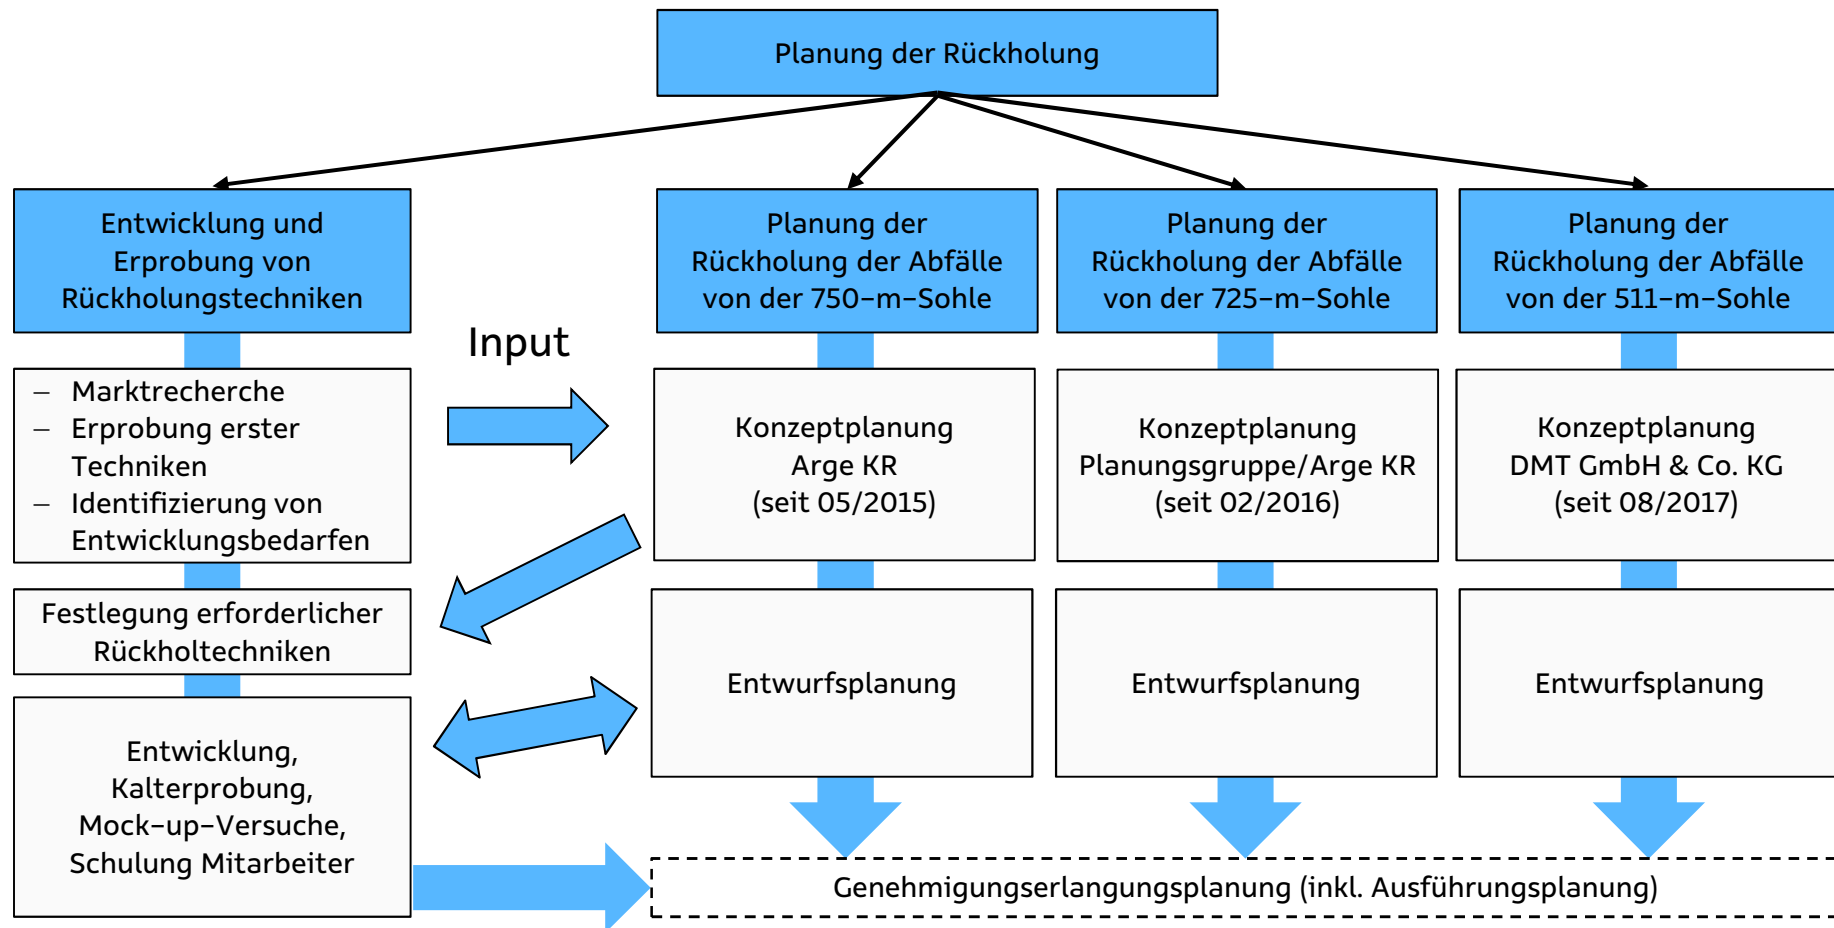 Planung der Rückholung
Entwicklung und
Erprobung von
Rückholungstechniken
Planung der
Rückholung der Abfälle
von der 750-m-Sohle
Planung der
Rückholung der Abfälle
von der 725-m-Sohle
Planung der
Rückholung der Abfälle
von der 511-m-Sohle
Input
– Marktrecherche
– Erprobung erster
Techniken
– Identifizierung von
Entwicklungsbedarfen
Konzeptplanung
Arge KR
(seit 05/2015)
Konzeptplanung
Planungsgruppe/Arge KR
(seit 02/2016)
Konzeptplanung
DMT GmbH & Co. KG
(seit 08/2017)
Festlegung erforderlicher
Rückholtechniken
Entwurfsplanung
Entwurfsplanung
Entwurfsplanung
Entwicklung,
Kalterprobung,
Mock-up-Versuche,
Schulung Mitarbeiter
Genehmigungserlangungsplanung (inkl. Ausführungsplanung)